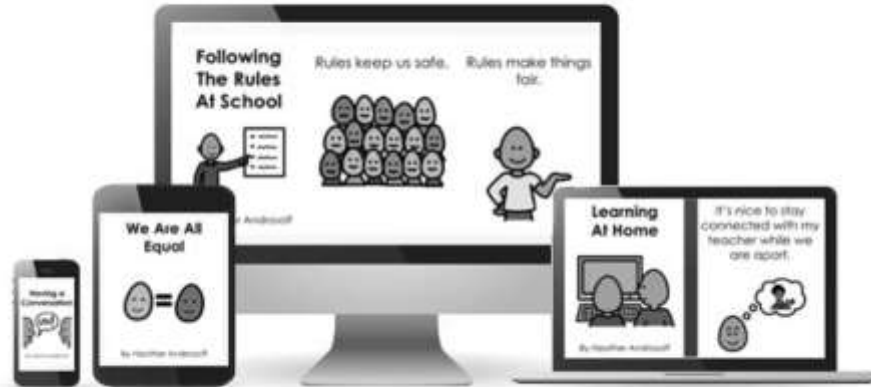 Following
The Rules
At School
Rules keep us safe.
Rules make things
fair.
We Are All
Equal
=
By Heather Androsoff
Having a
Conversation
Learning
At Home
By Heather Androsoff
It's nice to stay
connected with my
teacher while we
are apart.